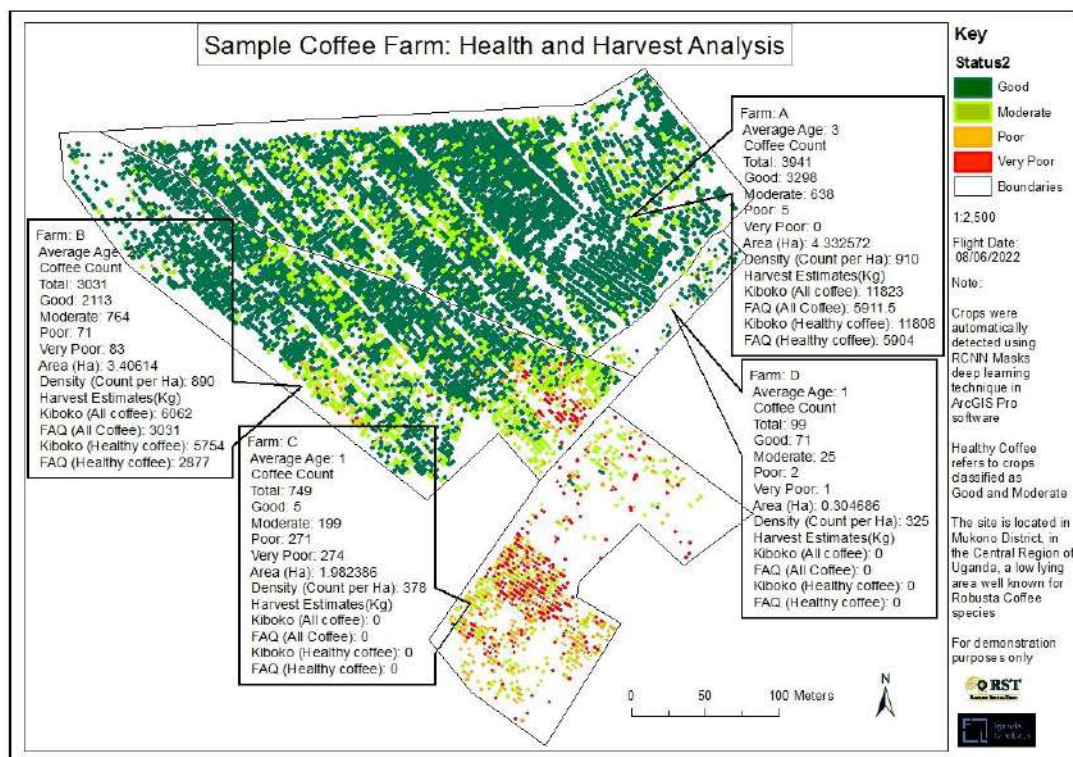 Sample Coffee Farm: Health and Harvest Analysis
Farm: A
Average Age: 3
Coffee Count
Total: 3941
Good: 3298
Moderate: 638
Poor: 5
Very Poor: 0
Area (Ha): 4.332572
Density (Count per Ha): 910
Harvest Estimates(Kg)
Kiboko (All coffee): 11823
FAQ (All Coffee): 5911.5
Kiboko (Healthy coffee): 11808
FAQ (Healthy coffee): 5904
Farm: B
Average Age: 2
Coffee Count
Total: 3031
Good: 2113
Moderate: 764
Poor: 71
Very Poor: 83
Area (Ha): 3.40614
Density (Count per Ha): 890
Harvest Estimates(Kg)
Kiboko (All coffee): 6062
FAQ (All Coffee): 3031
Kiboko (Healthy coffee): 5754
FAQ (Healthy coffee): 2877
Farm: C
Average Age: 1
Coffee Count
Total: 749
Good: 5
Moderate: 199
Poor: 271
Very Poor: 274
Area (Ha): 1.982386
Density (Count per Ha): 378
Harvest Estimates(Kg)
Kiboko (All coffee): 0
FAQ (All Coffee): 0
Kiboko (Healthy coffee): 0
FAQ (Healthy coffee): 0
Farm: D
Average Age: 1
Coffee Count
Total: 99
Good: 71
Moderate: 25
Poor: 2
Very Poor: 1
Area (Ha): 0.304686
Density (Count per Ha): 325
Harvest Estimates(Kg)
Kiboko (All coffee): 0
FAQ (All Coffee): 0
Kiboko (Healthy coffee): 0
FAQ (Healthy coffee): 0
0 50 100 Meters
N
Key
Status2
Good
Moderate
Poor
Very Poor
Boundaries
1:2,500
Flight Date:
08/06/2022
Note:
Crops were
automatically
detected using
RCNN Masks
deep learning
technique in
ArcGIS Pro
software
Healthy Coffee
refers to crops
classified as
Good and Moderate
The site is located in
Mukono District, in
the Central Region of
Uganda, a low lying
area well known for
Robusta Coffee
species
For demonstration
purposes only
RST